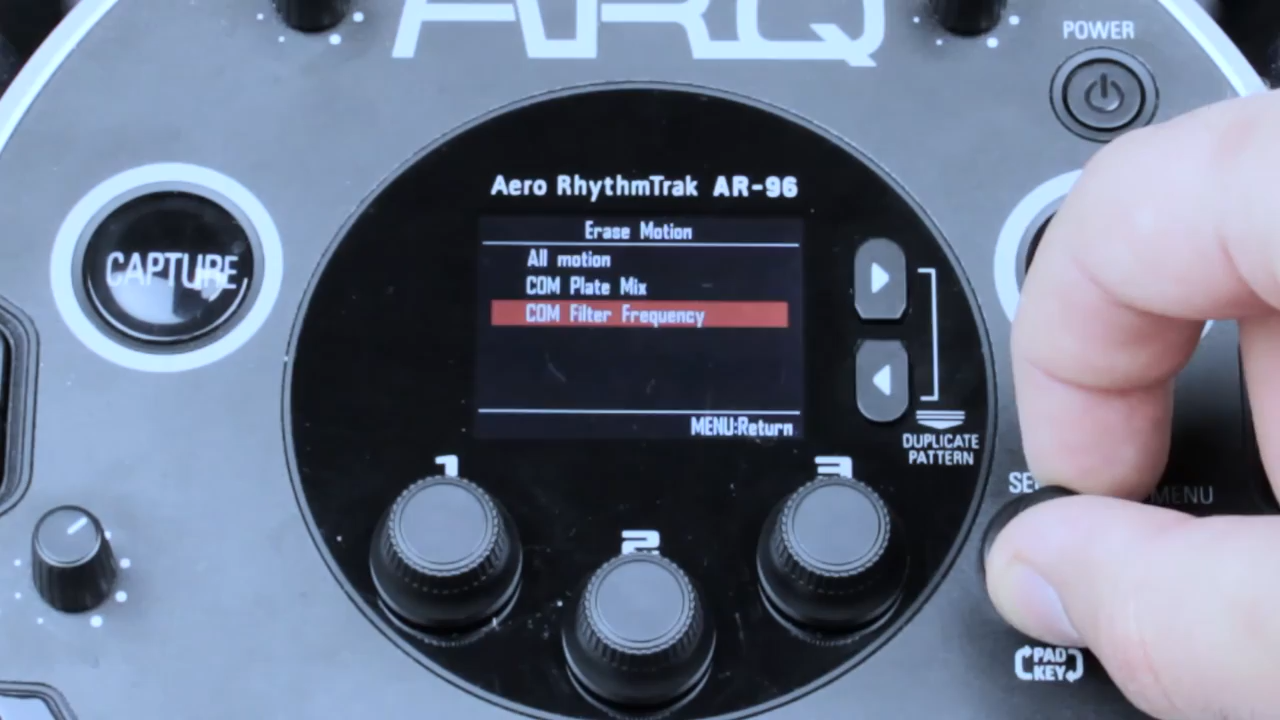 ARQ
POWER
Aero RhythmTrak AR-96
CAPTURE
Erase Motion
All motion
COM Plate Mix
COM Filter Frequency
MENU:Return
DUPLICATE
PATTERN
1
2
3
MENU
PAD
KEY